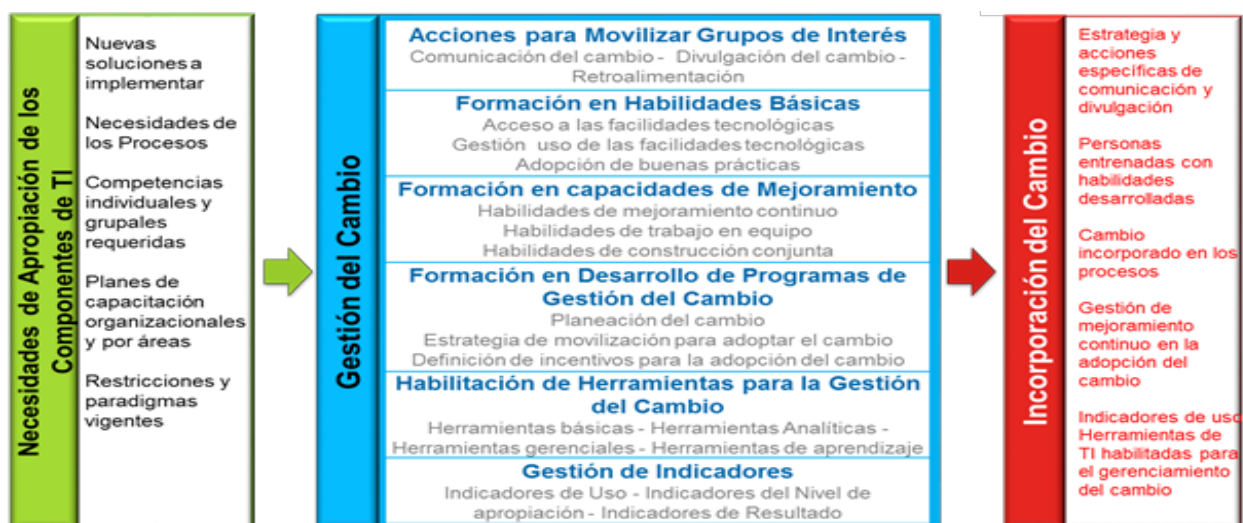 Necesidades de Apropiación de los
Componentes de TI
Nuevas
soluciones a
implementar
Necesidades de
los Procesos
Competencias
individuales y
grupales
requeridas
Planes de
capacitación
organizacionales
y por áreas
Restricciones y
paradigmas
vigentes
Gestión del Cambio
Acciones para Movilizar Grupos de Interés
Comunicación del cambio - Divulgación del cambio -
Retroalimentación
Formación en Habilidades Básicas
Acceso a las facilidades tecnológicas
Gestión uso de las facilidades tecnológicas
Adopción de buenas prácticas
Formación en capacidades de Mejoramiento
Habilidades de mejoramiento continuo
Habilidades de trabajo en equipo
Habilidades de construcción conjunta
Formación en Desarrollo de Programas de
Gestión del Cambio
Planeación del cambio
Estrategia de movilización para adoptar el cambio
Definición de incentivos para la adopción del cambio
Habilitación de Herramientas para la Gestión
del Cambio
Herramientas básicas - Herramientas Analíticas -
Herramientas gerenciales - Herramientas de aprendizaje
Gestión de Indicadores
Indicadores de Uso - Indicadores del Nivel de
apropiación - Indicadores de Resultado
Incorporación del Cambio
Estrategia y
acciones
específicas de
comunicación y
divulgación
Personas
entrenadas con
habilidades
desarrolladas
Cambio
incorporado en los
procesos
Gestión de
mejoramiento
continuo en la
adopción del
cambio
Indicadores de uso
Herramientas de
TI habilitadas para
el gerenciamiento
del cambio